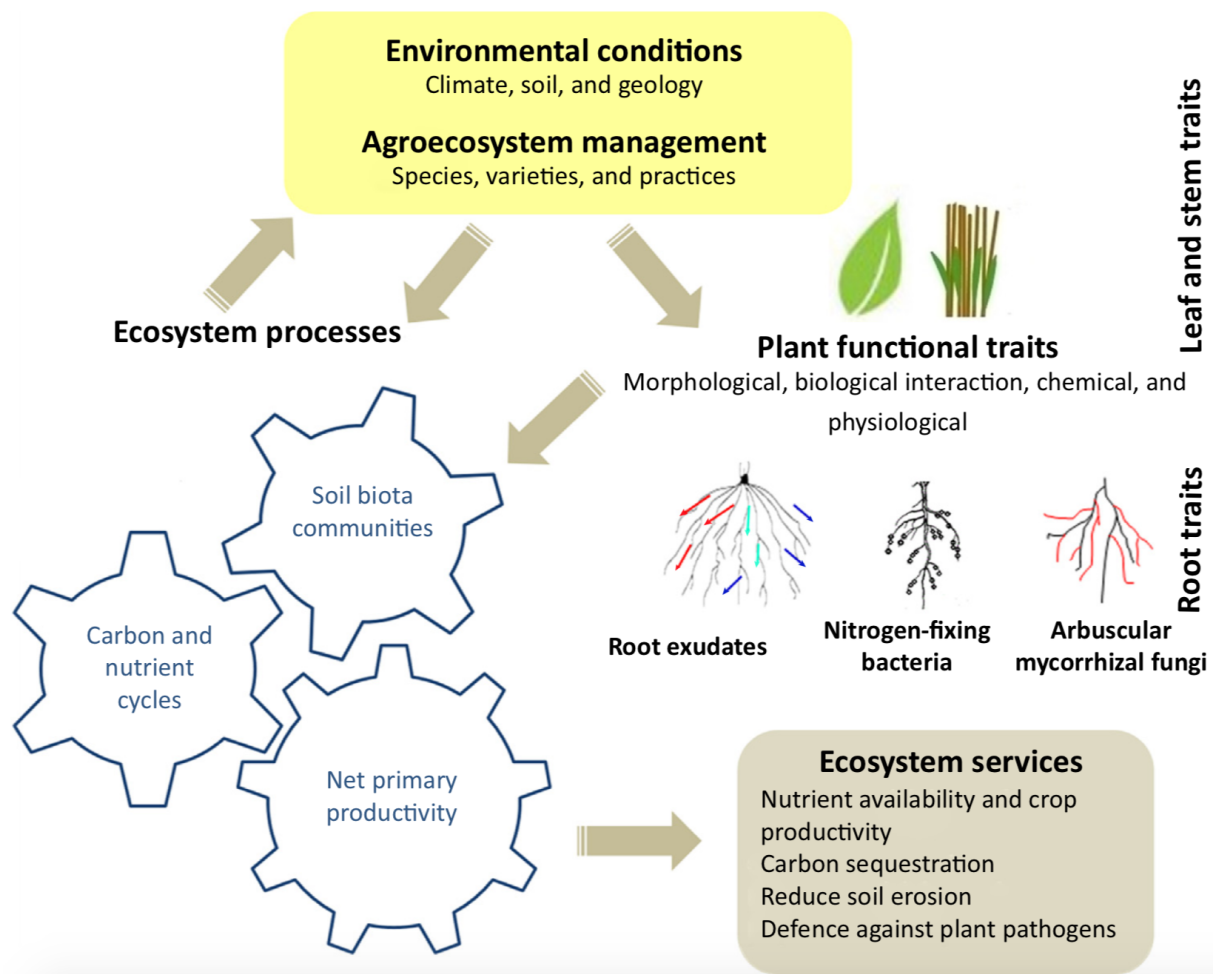 Environmental conditions
Climate, soil, and geology
Agroecosystem management
Species, varieties, and practices
Leaf and stem traits
Ecosystem processes
Plant functional traits
Morphological, biological interaction, chemical, and
physiological
Soil biota
communities
Carbon and
nutrient
cycles
Net primary
productivity
Root traits
Root exudates
Nitrogen-fixing
bacteria
Arbuscular
mycorrhizal fungi
Ecosystem services
Nutrient availability and crop
productivity
Carbon sequestration
Reduce soil erosion
Defence against plant pathogens